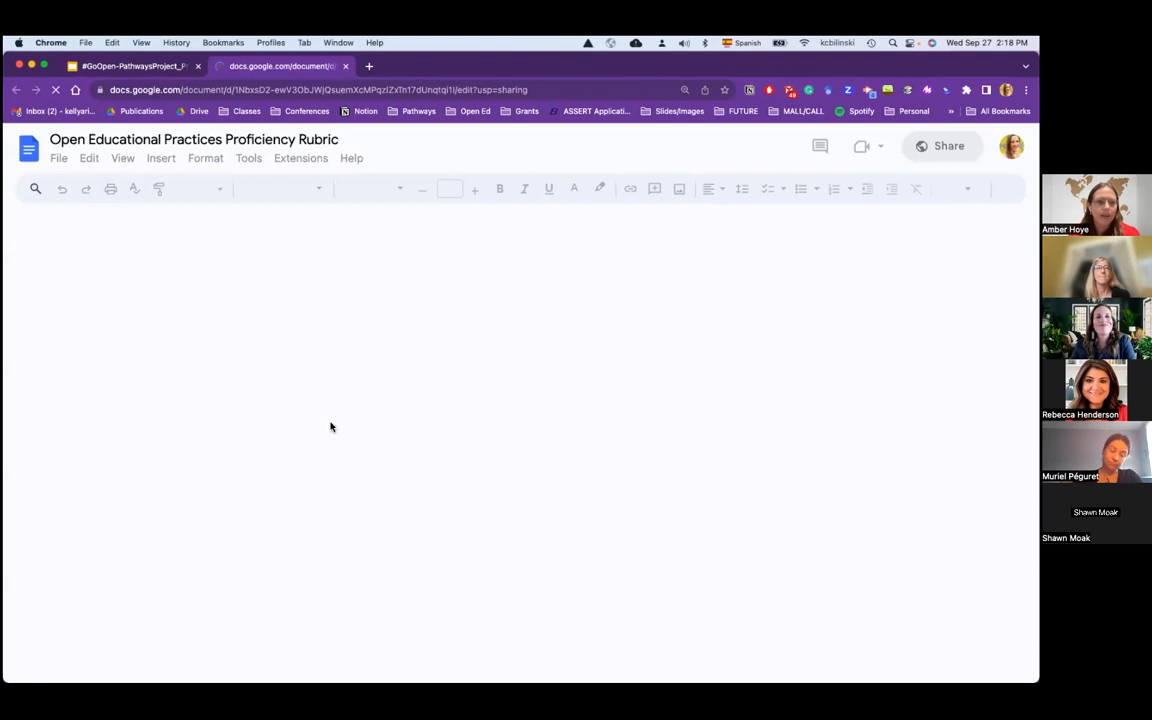 Chrome File Edit View History Bookmarks Profiles Tab Window Help Spanish kcbilinski Wed Sep 27 2:18 PM
#GoOpen-PathwaysProject_P docs.google.com/document/d/
docs.google.com/document/d/1NbxsD2-ewV3ObJWjQsuemXcMPqzlZxTn17dUnqtqi1I/edit?usp=sharing
Inbox (2) - kellyari... Publications Drive Classes Conferences Notion Pathways Open Ed Grants ASSERT Applicati... Slides/Images FUTURE MALL/CALL Spotify Personal » All Bookmarks
Open Educational Practices Proficiency Rubric
File Edit View Insert Format Tools Extensions Help
Share
Amber Hoye
Rebecca Henderson
Muriel Péguret
Shawn Moak
Shawn Moak